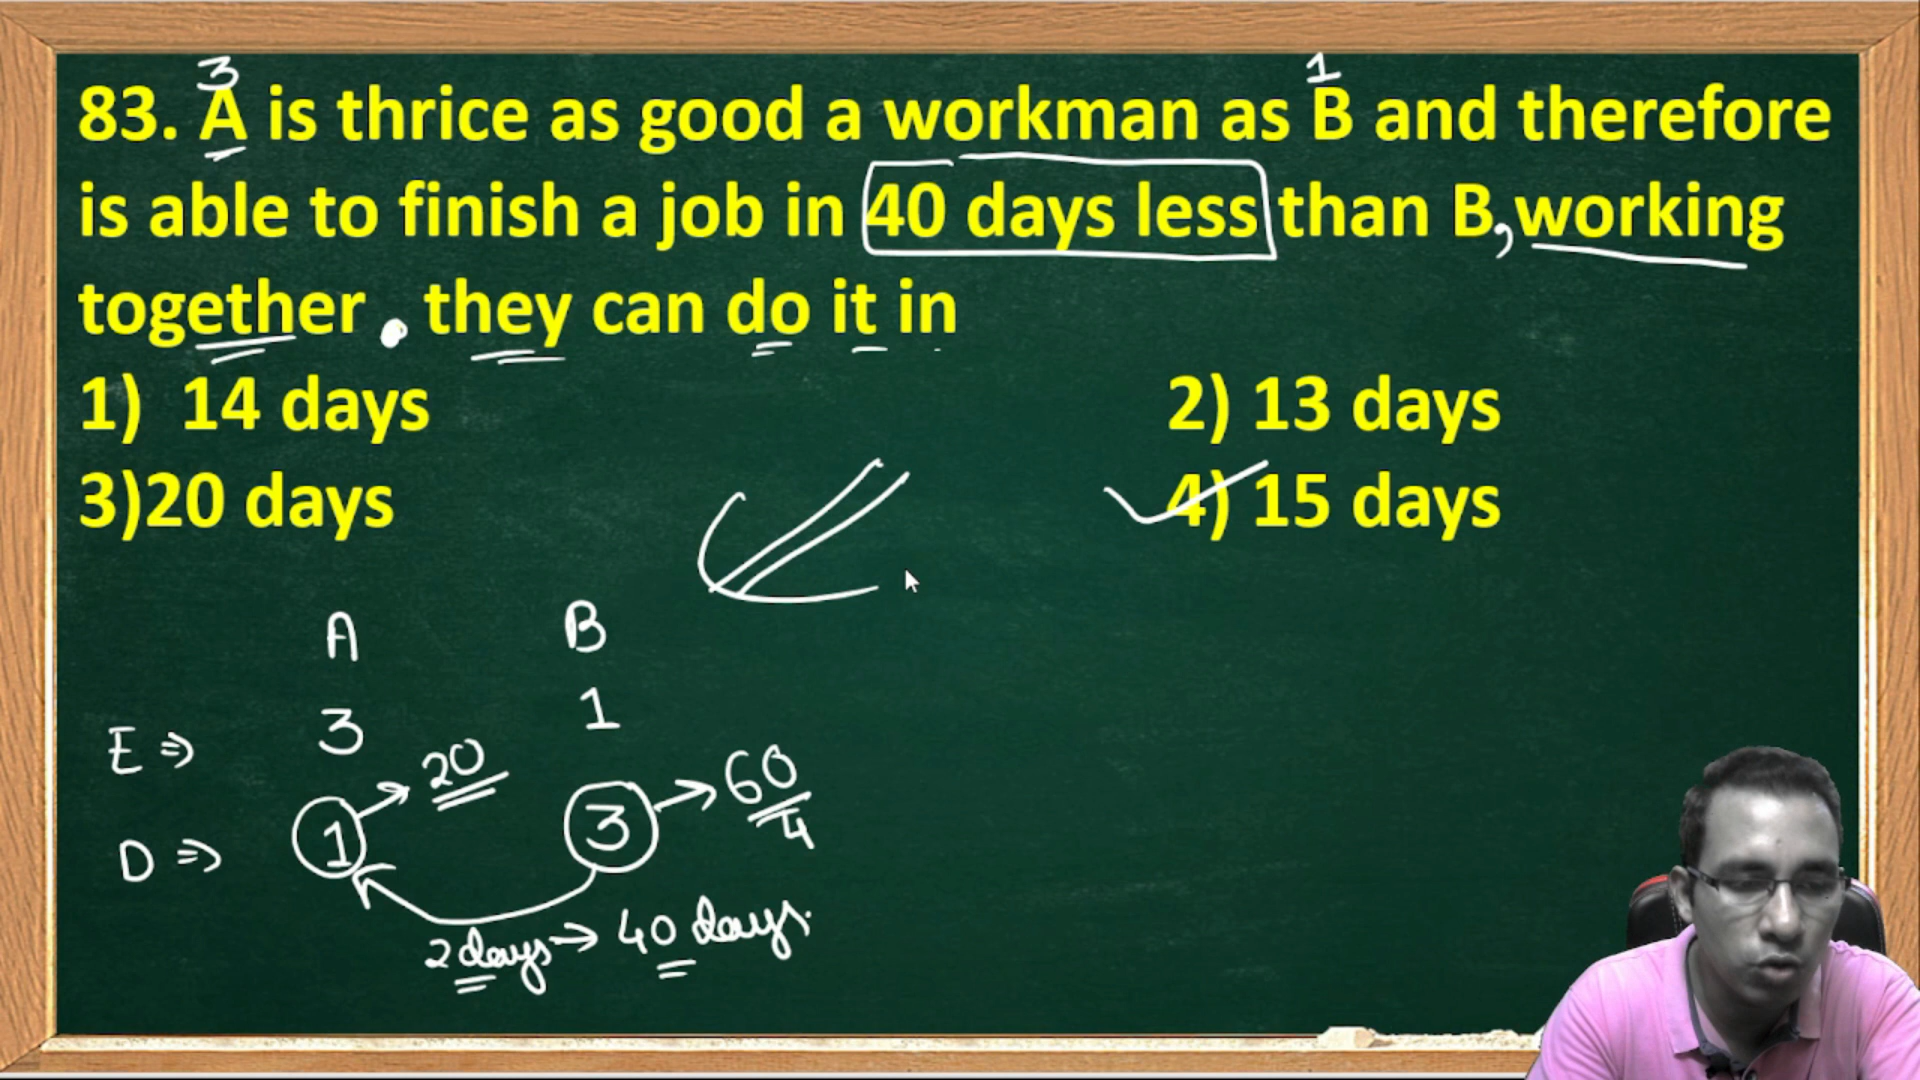 3 1
83. A is thrice as good a workman as B and therefore
is able to finish a job in 40 days less than B, working
together . they can do it in
1) 14 days 2) 13 days
3)20 days 4) 15 days
A B
E ⇒ 3 1
D ⇒ 1 → 20 3 → 60/4
2 days → 40 days.